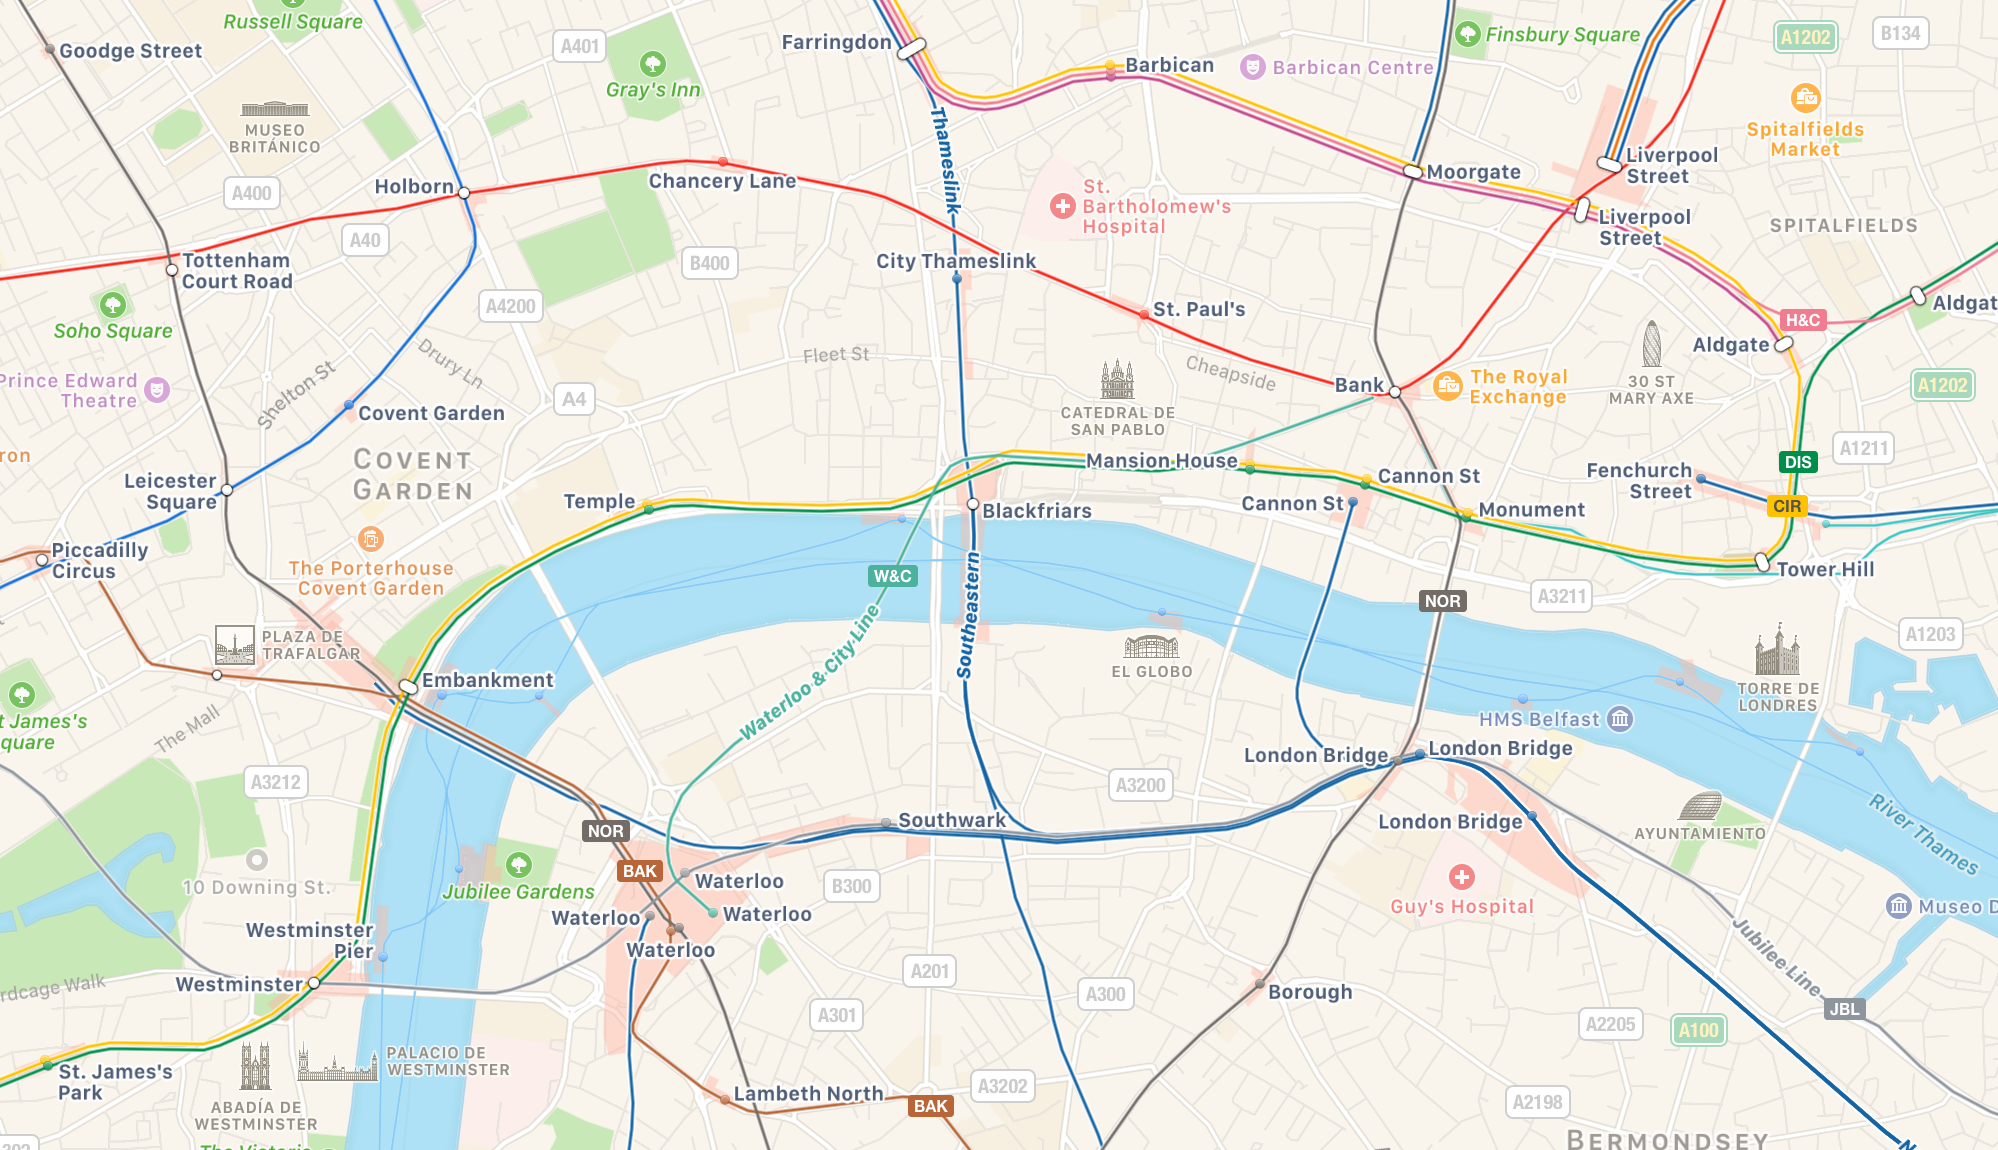 Russell Square
Goodge Street
A401
Gray's Inn
Farringdon
Barbican
Barbican Centre
Finsbury Square
A1202
B134
Spitalfields
Market
MUSEO
BRITÁNICO
Thameslink
Holborn
A400
Chancery Lane
St.
Bartholomew's
Hospital
Moorgate
Liverpool
Street
Liverpool
Street
SPITALFIELDS
A40
B400
City Thameslink
Tottenham
Court Road
A4200
Soho Square
St. Paul's
H&C
Aldgat
Aldgate
Drury Ln
Fleet St
Shelton St
Cheapside
Prince Edward
Theatre
A4
Covent Garden
CATEDRAL DE
SAN PABLO
Bank
The Royal
Exchange
30 ST
MARY AXE
A1202
ron
COVENT
GARDEN
Leicester
Square
Mansion House
Cannon St
Cannon St
Fenchurch
Street
DIS
A1211
Temple
Blackfriars
Monument
CIR
Piccadilly
Circus
The Porterhouse
Covent Garden
W&C
Southeastern
Tower Hill
NOR
A3211
A1203
PLAZA DE
TRAFALGAR
Waterloo & City Line
EL GLOBO
Embankment
TORRE DE
LONDRES
t James's
quare
The Mall
HMS Belfast
A3212
London Bridge
London Bridge
A3200
London Bridge
River Thames
NOR
Southwark
AYUNTAMIENTO
10 Downing St.
Jubilee Gardens
BAK
Waterloo
B300
Waterloo
Waterloo
Waterloo
Guy's Hospital
Museo D
Westminster
Pier
Westminster
rdcage Walk
A201
A300
Borough
Jubilee Line
JBL
A301
A2205
A100
St. James's
Park
PALACIO DE
WESTMINSTER
ABADÍA DE
WESTMINSTER
Lambeth North
BAK
A3202
A2198
BERMONDSEY